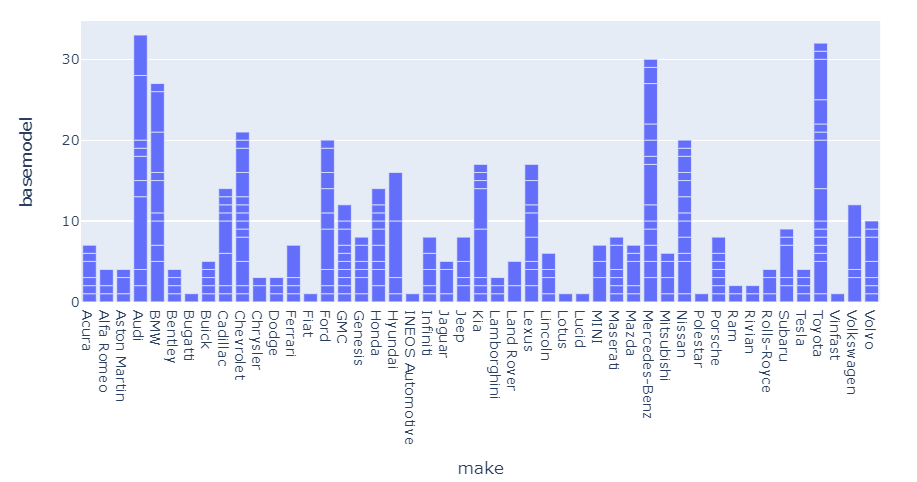 basemodel
30
20
10
0
Acura
Alfa Romeo
Aston Martin
Audi
BMW
Bentley
Bugatti
Buick
Cadillac
Chevrolet
Chrysler
Dodge
Ferrari
Fiat
Ford
GMC
Genesis
Honda
Hyundai
INEOS Automotive
Infiniti
Jaguar
Jeep
Kia
Lamborghini
Land Rover
Lexus
Lincoln
Lotus
Lucid
MINI
Maserati
Mazda
Mercedes-Benz
Mitsubishi
Nissan
Polestar
Porsche
Ram
Rivian
Rolls-Royce
Subaru
Tesla
Toyota
Vinfast
Volkswagen
Volvo
make